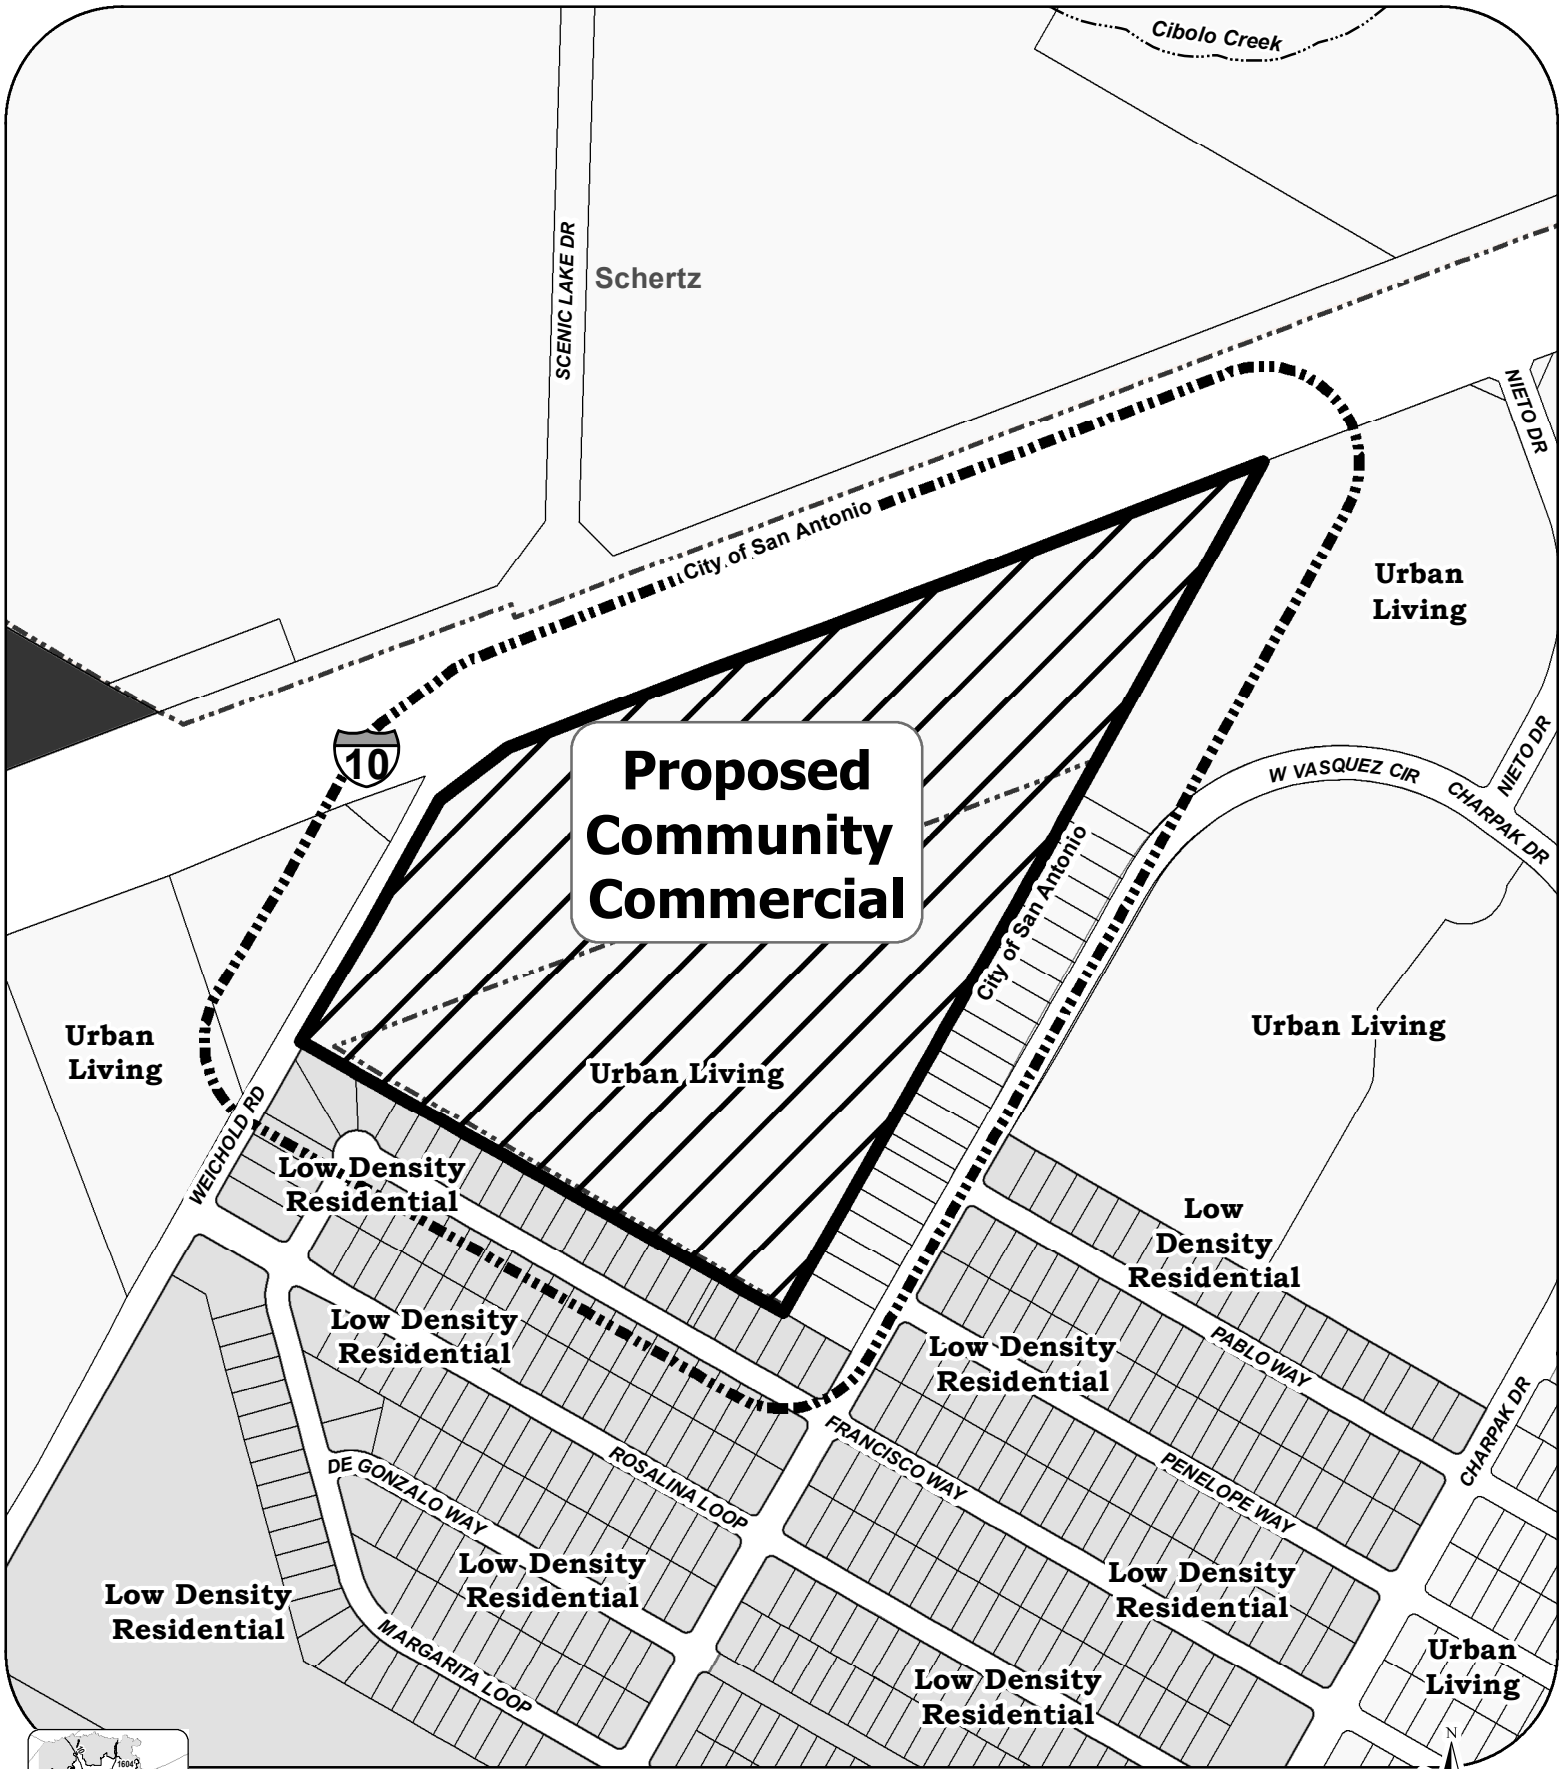 Cibolo Creek
SCENIC LAKE DR
Schertz
NIETO DR
City of San Antonio
Urban
Living
10
Proposed
Community
Commercial
NIETO DR
W VASQUEZ CIR
CHARPAK DR
City of San Antonio
Urban
Living
Urban Living
Urban Living
WEICHOLD RD
Low Density
Residential
Low
Density
Residential
Low Density
Residential
Low Density
Residential
PABLO WAY
CHARPAK DR
FRANCISCO WAY
PENELOPE WAY
ROSALINA LOOP
DE GONZALO WAY
Low Density
Residential
Low Density
Residential
Low Density
Residential
MARGARITA LOOP
Low Density
Residential
Urban
Living
N
1604